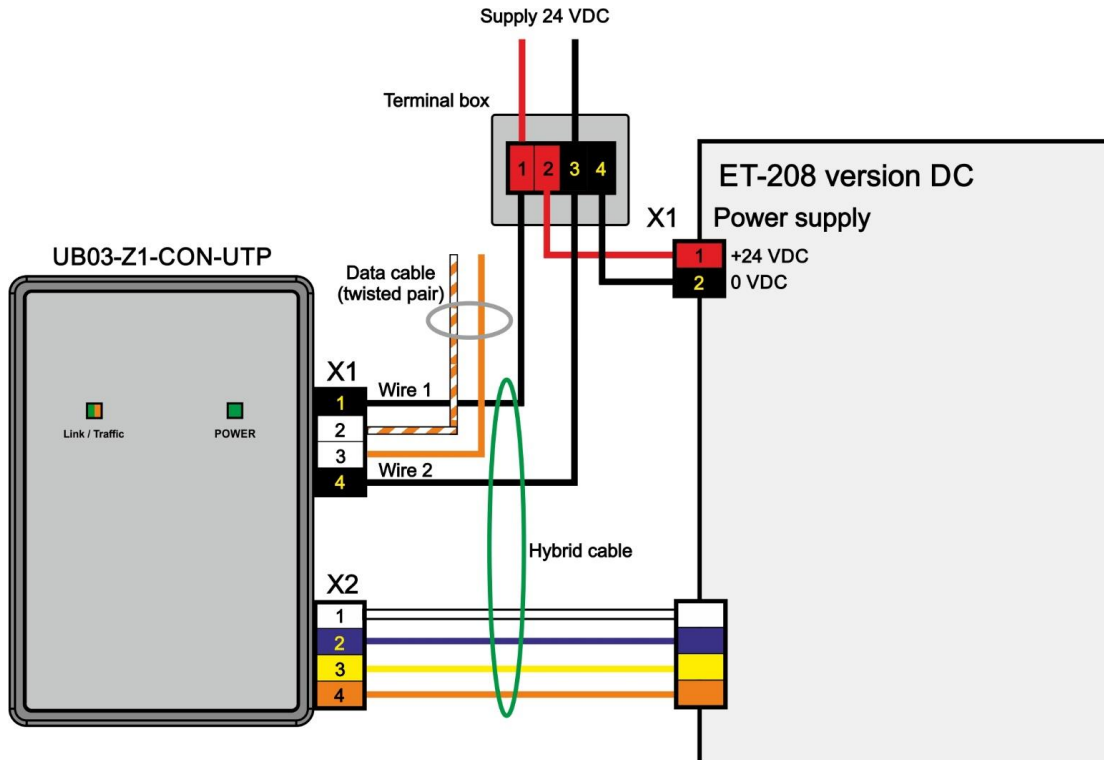 Supply 24 VDC
Terminal box
1 2 3 4
ET-208 version DC
X1 Power supply
1 +24 VDC
2 0 VDC
UB03-Z1-CON-UTP
Data cable
(twisted pair)
Link / Traffic
POWER
X1
1
Wire 1
2
3
4
Wire 2
Hybrid cable
X2
1
2
3
4